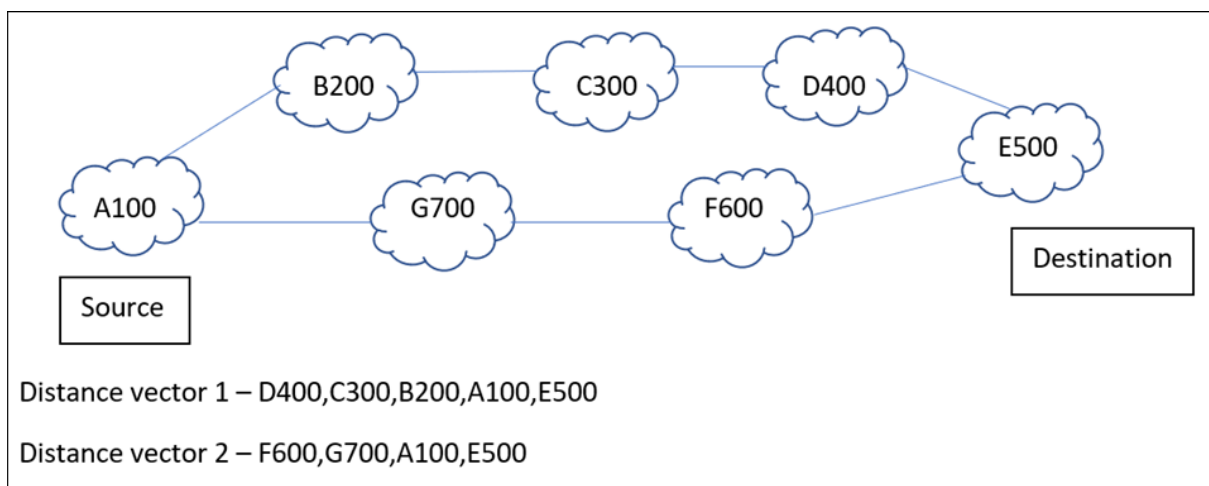 B200
C300
D400
E500
A100
G700
F600
Destination
Source
Distance vector 1 – D400,C300,B200,A100,E500
Distance vector 2 – F600,G700,A100,E500